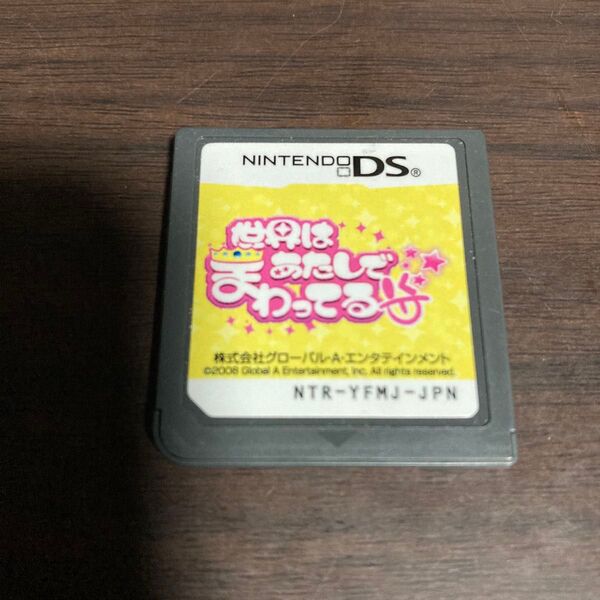 NINTENDO DS®
世界は
あたしで
まわってる
株式会社グローバル・A・エンタテインメント
©2008 Global A Entertainment, Inc. All rights reserved.
NTR-YFMJ-JPN